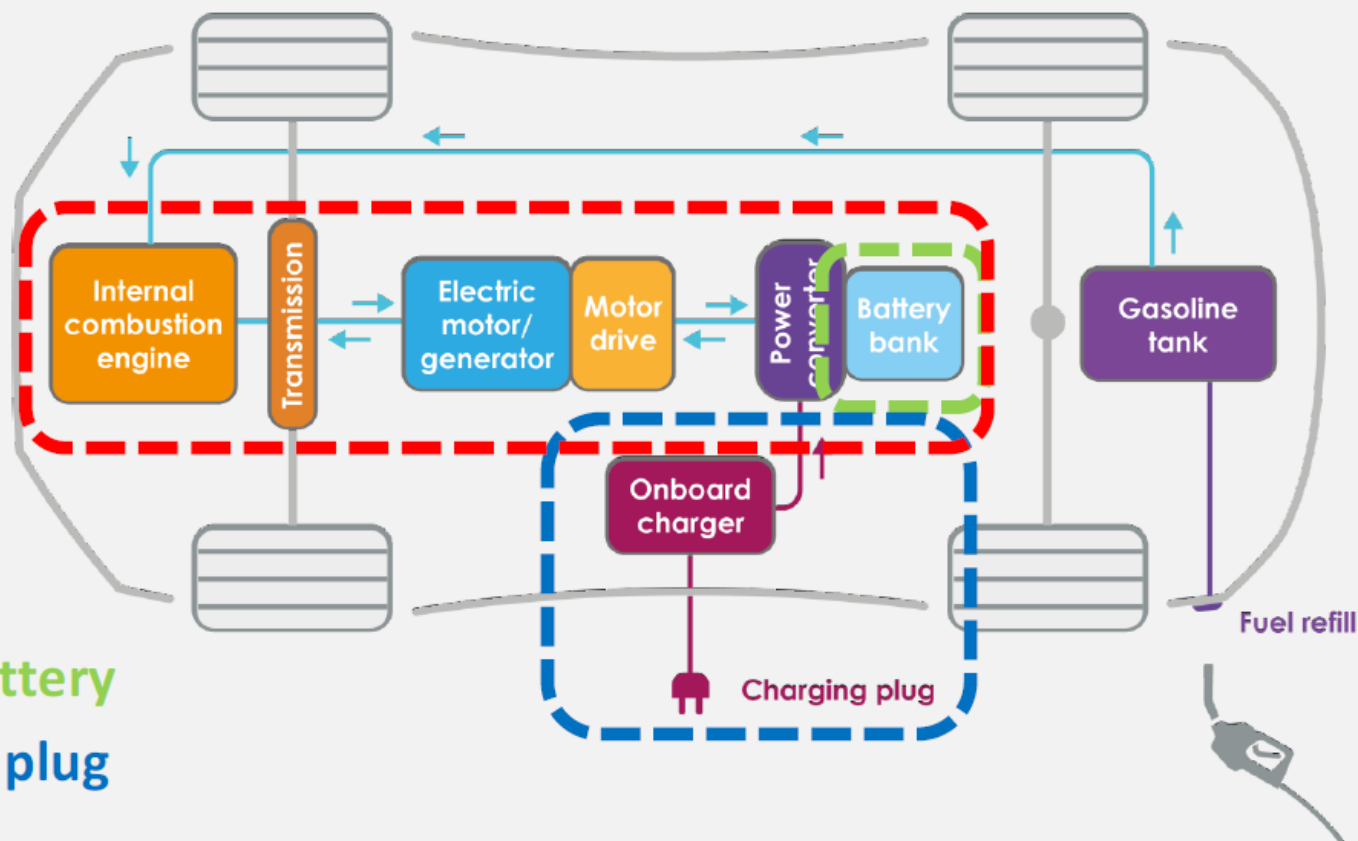 Internal
combustion
engine
Transmission
Electric
motor/
generator
Motor
drive
Power
converter
Battery
bank
Gasoline
tank
Onboard
charger
Fuel refill
ttery
Charging plug
plug